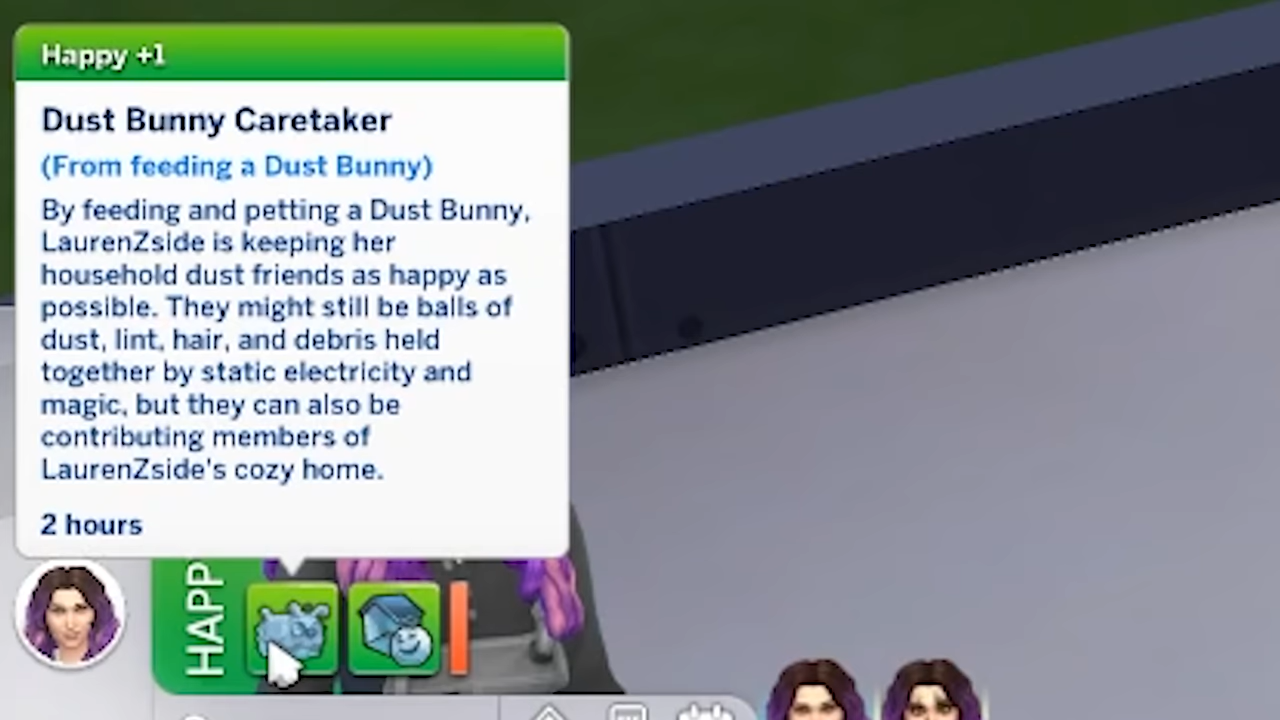 Happy +1
Dust Bunny Caretaker
(From feeding a Dust Bunny)
By feeding and petting a Dust Bunny,
LaurenZside is keeping her
household dust friends as happy as
possible. They might still be balls of
dust, lint, hair, and debris held
together by static electricity and
magic, but they can also be
contributing members of
LaurenZside's cozy home.
2 hours
HAPP